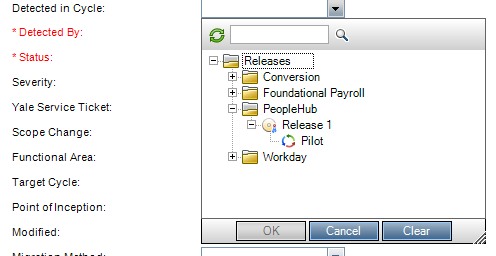 Detected in Cycle:
* Detected By:
* Status:
Severity:
Yale Service Ticket:
Scope Change:
Functional Area:
Target Cycle:
Point of Inception:
Modified:
Migration Method:
Releases
Conversion
Foundational Payroll
PeopleHub
Release 1
Pilot
Workday
OK Cancel Clear